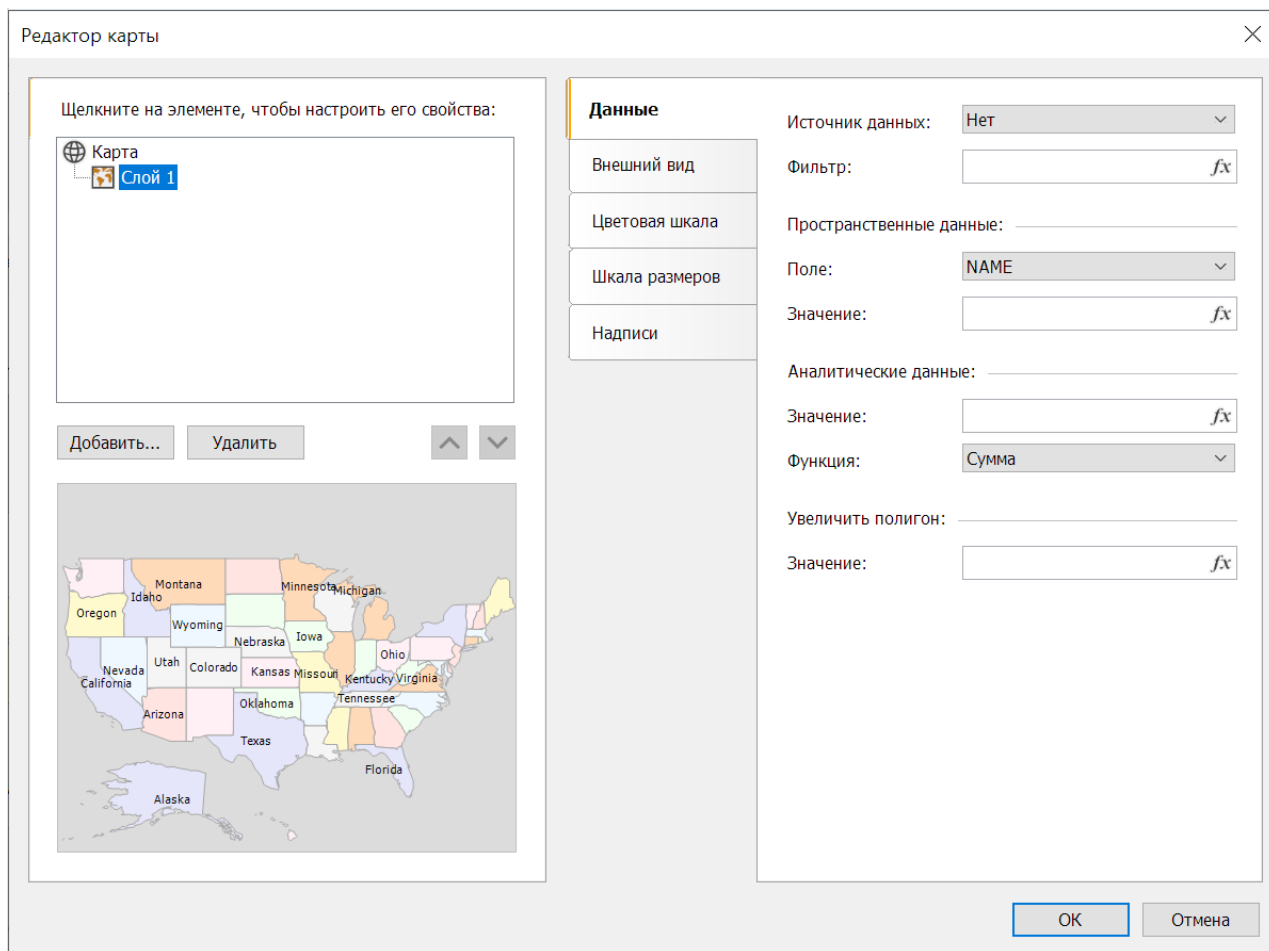 Редактор карты
Щелкните на элементе, чтобы настроить его свойства:
Карта
Слой 1
Добавить...
Удалить
Montana
Minnesota
Michigan
Idaho
Oregon
Wyoming
Nebraska
Iowa
Ohio
Nevada
Utah
Colorado
Kansas
Missouri
Kentucky
Virginia
California
Tennessee
Oklahoma
Arizona
Texas
Florida
Alaska
Данные
Внешний вид
Цветовая шкала
Шкала размеров
Надписи
Источник данных: Нет
Фильтр: fx
Пространственные данные:
Поле: NAME
Значение: fx
Аналитические данные:
Значение: fx
Функция: Сумма
Увеличить полигон:
Значение: fx
OK
Отмена